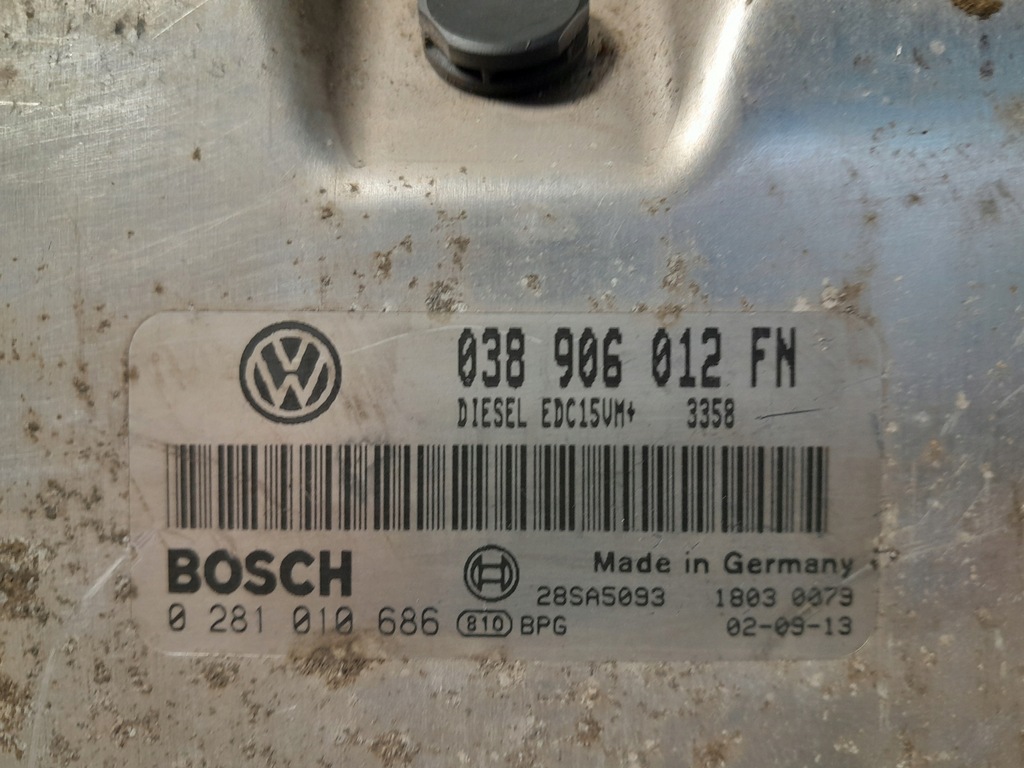 038 906 012 FN
DIESEL EDC15VM+ 3358
BOSCH
Made in Germany
28SA5093 1803 0079
0 281 010 686 810 BPG 02-09-13